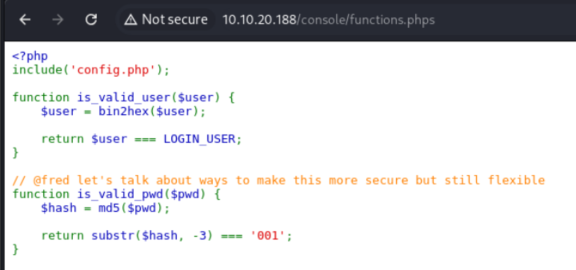 Not secure 10.10.20.188/console/functions.phps
<?php
include('config.php');
function is_valid_user($user) {
    $user = bin2hex($user);
    return $user === LOGIN_USER;
}
// @fred let's talk about ways to make this more secure but still flexible
function is_valid_pwd($pwd) {
    $hash = md5($pwd);
    return substr($hash, -3) === '001';
}